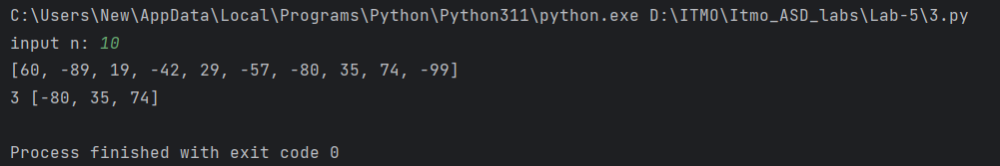 C:\Users\New\AppData\Local\Programs\Python\Python311\python.exe D:\ITMO\Itmo_ASD_labs\Lab-5\3.py
input n: 10
[60, -89, 19, -42, 29, -57, -80, 35, 74, -99]
3 [-80, 35, 74]
Process finished with exit code 0